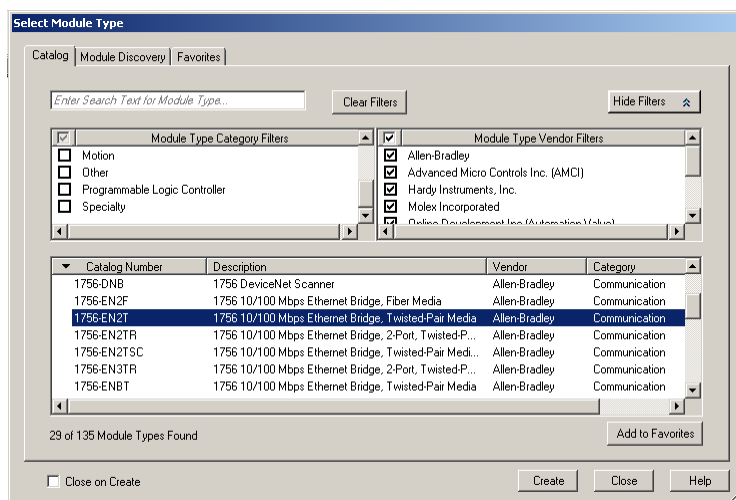 Select Module Type
Catalog Module Discovery Favorites
Enter Search Text for Module Type... Clear Filters Hide Filters
Module Type Category Filters Module Type Vendor Filters
Motion Allen-Bradley
Other Advanced Micro Controls Inc. (AMCI)
Programmable Logic Controller Hardy Instruments, Inc.
Specialty Molex Incorporated
Online Development Inc (Automation Value)
Catalog Number Description Vendor Category
1756-DNB 1756 DeviceNet Scanner Allen-Bradley Communication
1756-EN2F 1756 10/100 Mbps Ethernet Bridge, Fiber Media Allen-Bradley Communication
1756-EN2T 1756 10/100 Mbps Ethernet Bridge, Twisted-Pair Media Allen-Bradley Communication
1756-EN2TR 1756 10/100 Mbps Ethernet Bridge, 2-Port, Twisted-P... Allen-Bradley Communication
1756-EN2TSC 1756 10/100 Mbps Ethernet Bridge, Twisted-Pair Medi... Allen-Bradley Communication
1756-EN3TR 1756 10/100 Mbps Ethernet Bridge, 2-Port, Twisted-P... Allen-Bradley Communication
1756-ENBT 1756 10/100 Mbps Ethernet Bridge, Twisted-Pair Media Allen-Bradley Communication
29 of 135 Module Types Found Add to Favorites
Close on Create Create Close Help